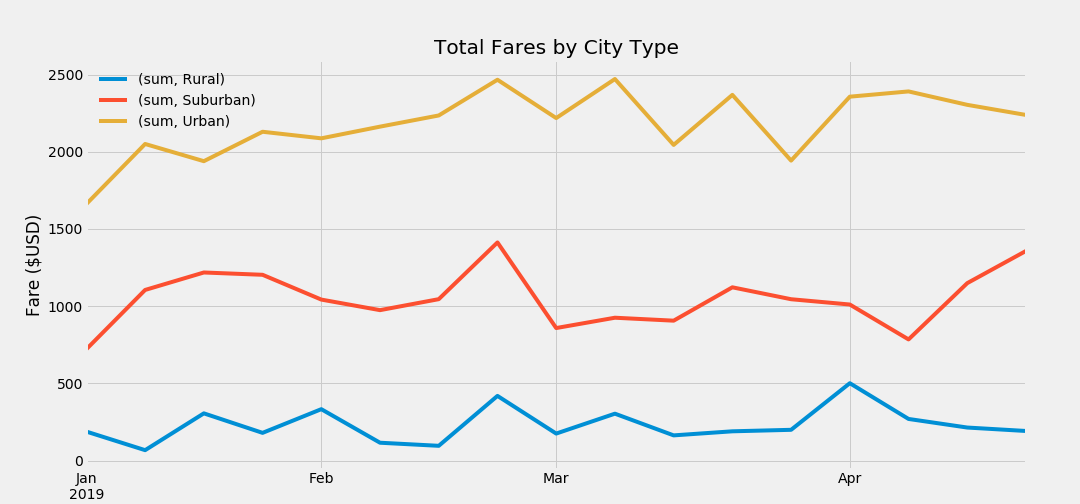 Total Fares by City Type
(sum, Rural)
(sum, Suburban)
(sum, Urban)
Fare ($USD)
2500
2000
1500
1000
500
0
Jan Feb Mar Apr
2019